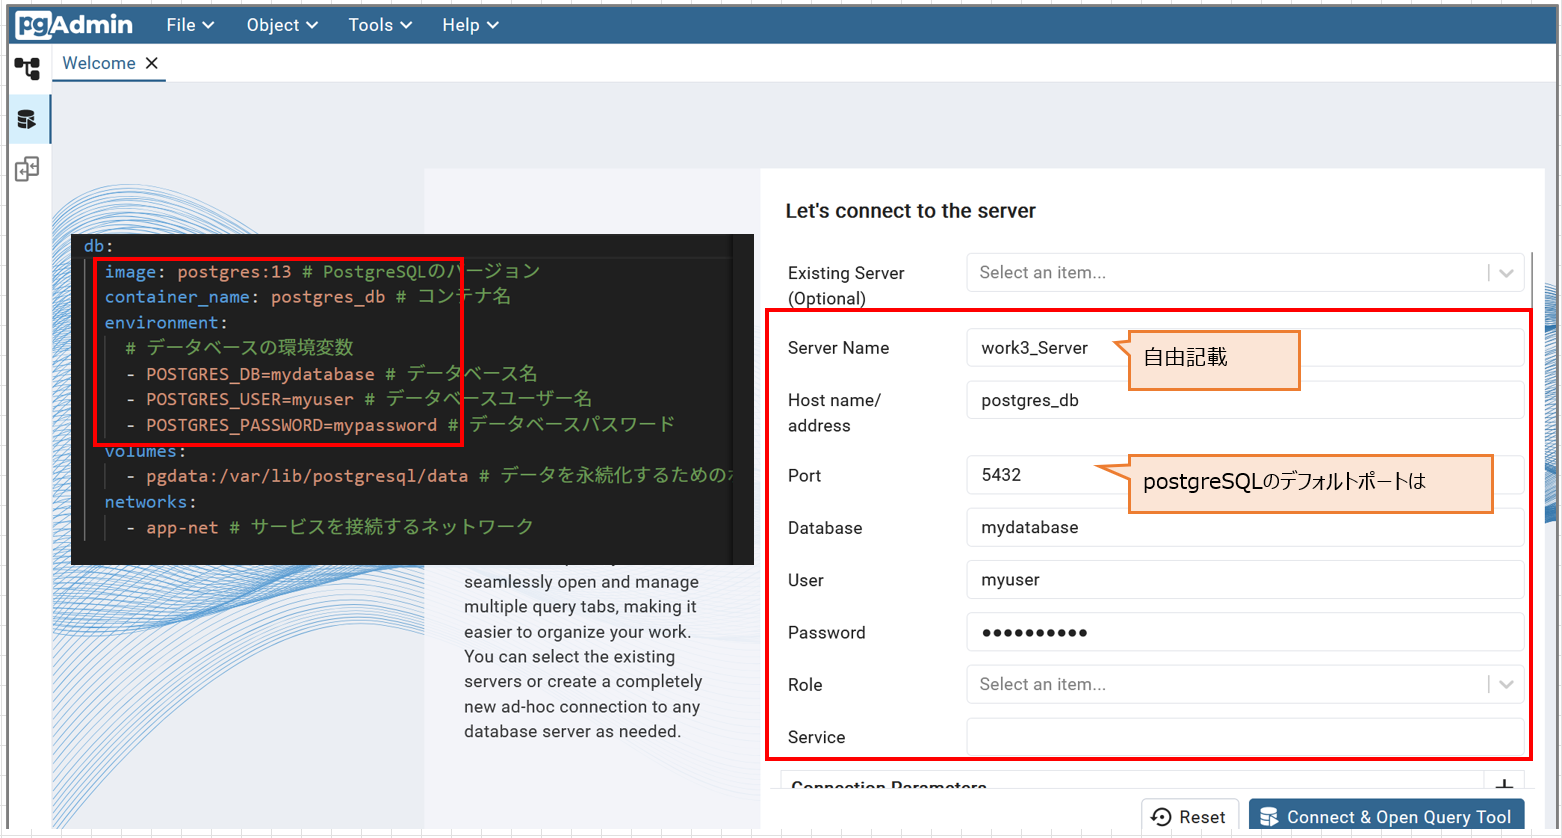 pgAdmin File Object Tools Help
Welcome
Let's connect to the server
db:
image: postgres:13 # PostgreSQLのバージョン
container_name: postgres_db # コンテナ名
environment:
# データベースの環境変数
- POSTGRES_DB=mydatabase # データベース名
- POSTGRES_USER=myuser # データベースユーザー名
- POSTGRES_PASSWORD=mypassword # データベースパスワード
volumes:
- pgdata:/var/lib/postgresql/data # データを永続化するための
networks:
- app-net # サービスを接続するネットワーク
seamlessly open and manage
multiple query tabs, making it
easier to organize your work.
You can select the existing
servers or create a completely
new ad-hoc connection to any
database server as needed.
Existing Server
(Optional)
Select an item...
Server Name
work3_Server
自由記載
Host name/
address
postgres_db
Port
5432
postgreSQLのデフォルトポートは
Database
mydatabase
User
myuser
Password
●●●●●●●●●●
Role
Select an item...
Service
Connection Parameters
Reset
Connect & Open Query Tool